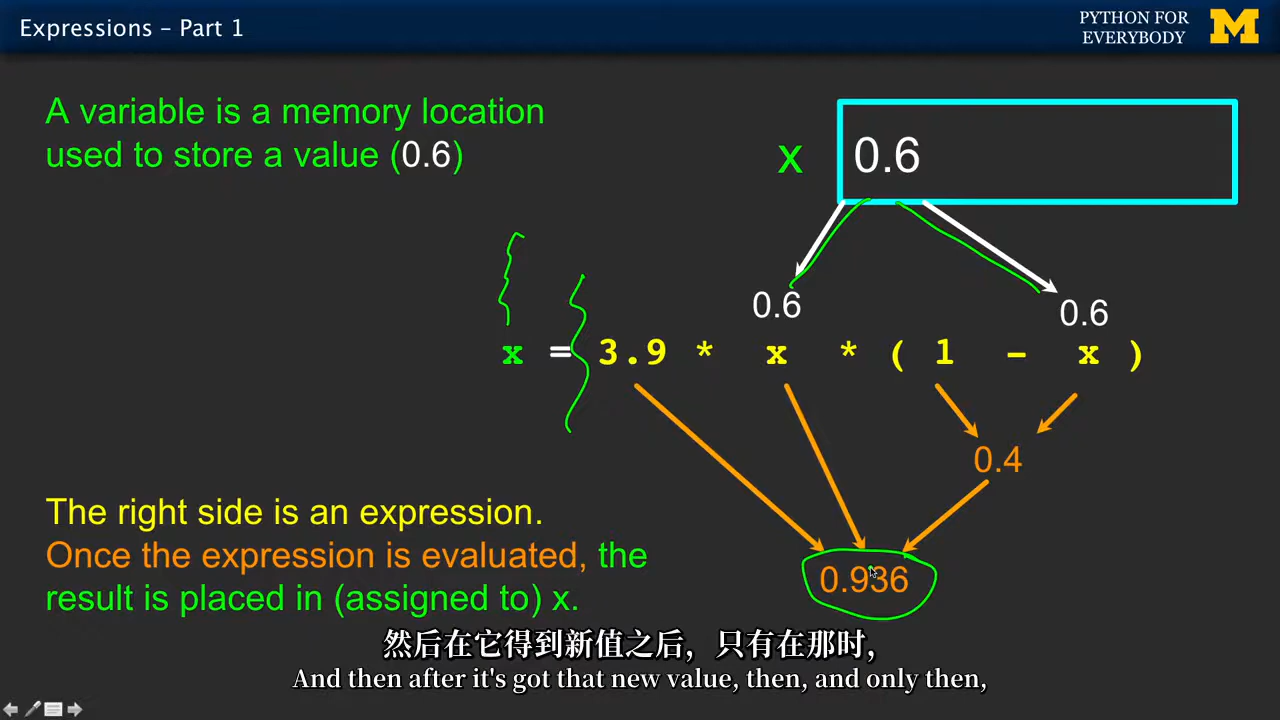 Expressions – Part 1
PYTHON FOR
EVERYBODY
M
A variable is a memory location
used to store a value (0.6)
x 0.6
0.6 0.6
x = 3.9 * x * ( 1 - x )
0.4
The right side is an expression.
Once the expression is evaluated, the
result is placed in (assigned to) x.
0.936
然后在它得到新值之后，只有在那时，
And then after it's got that new value, then, and only then,